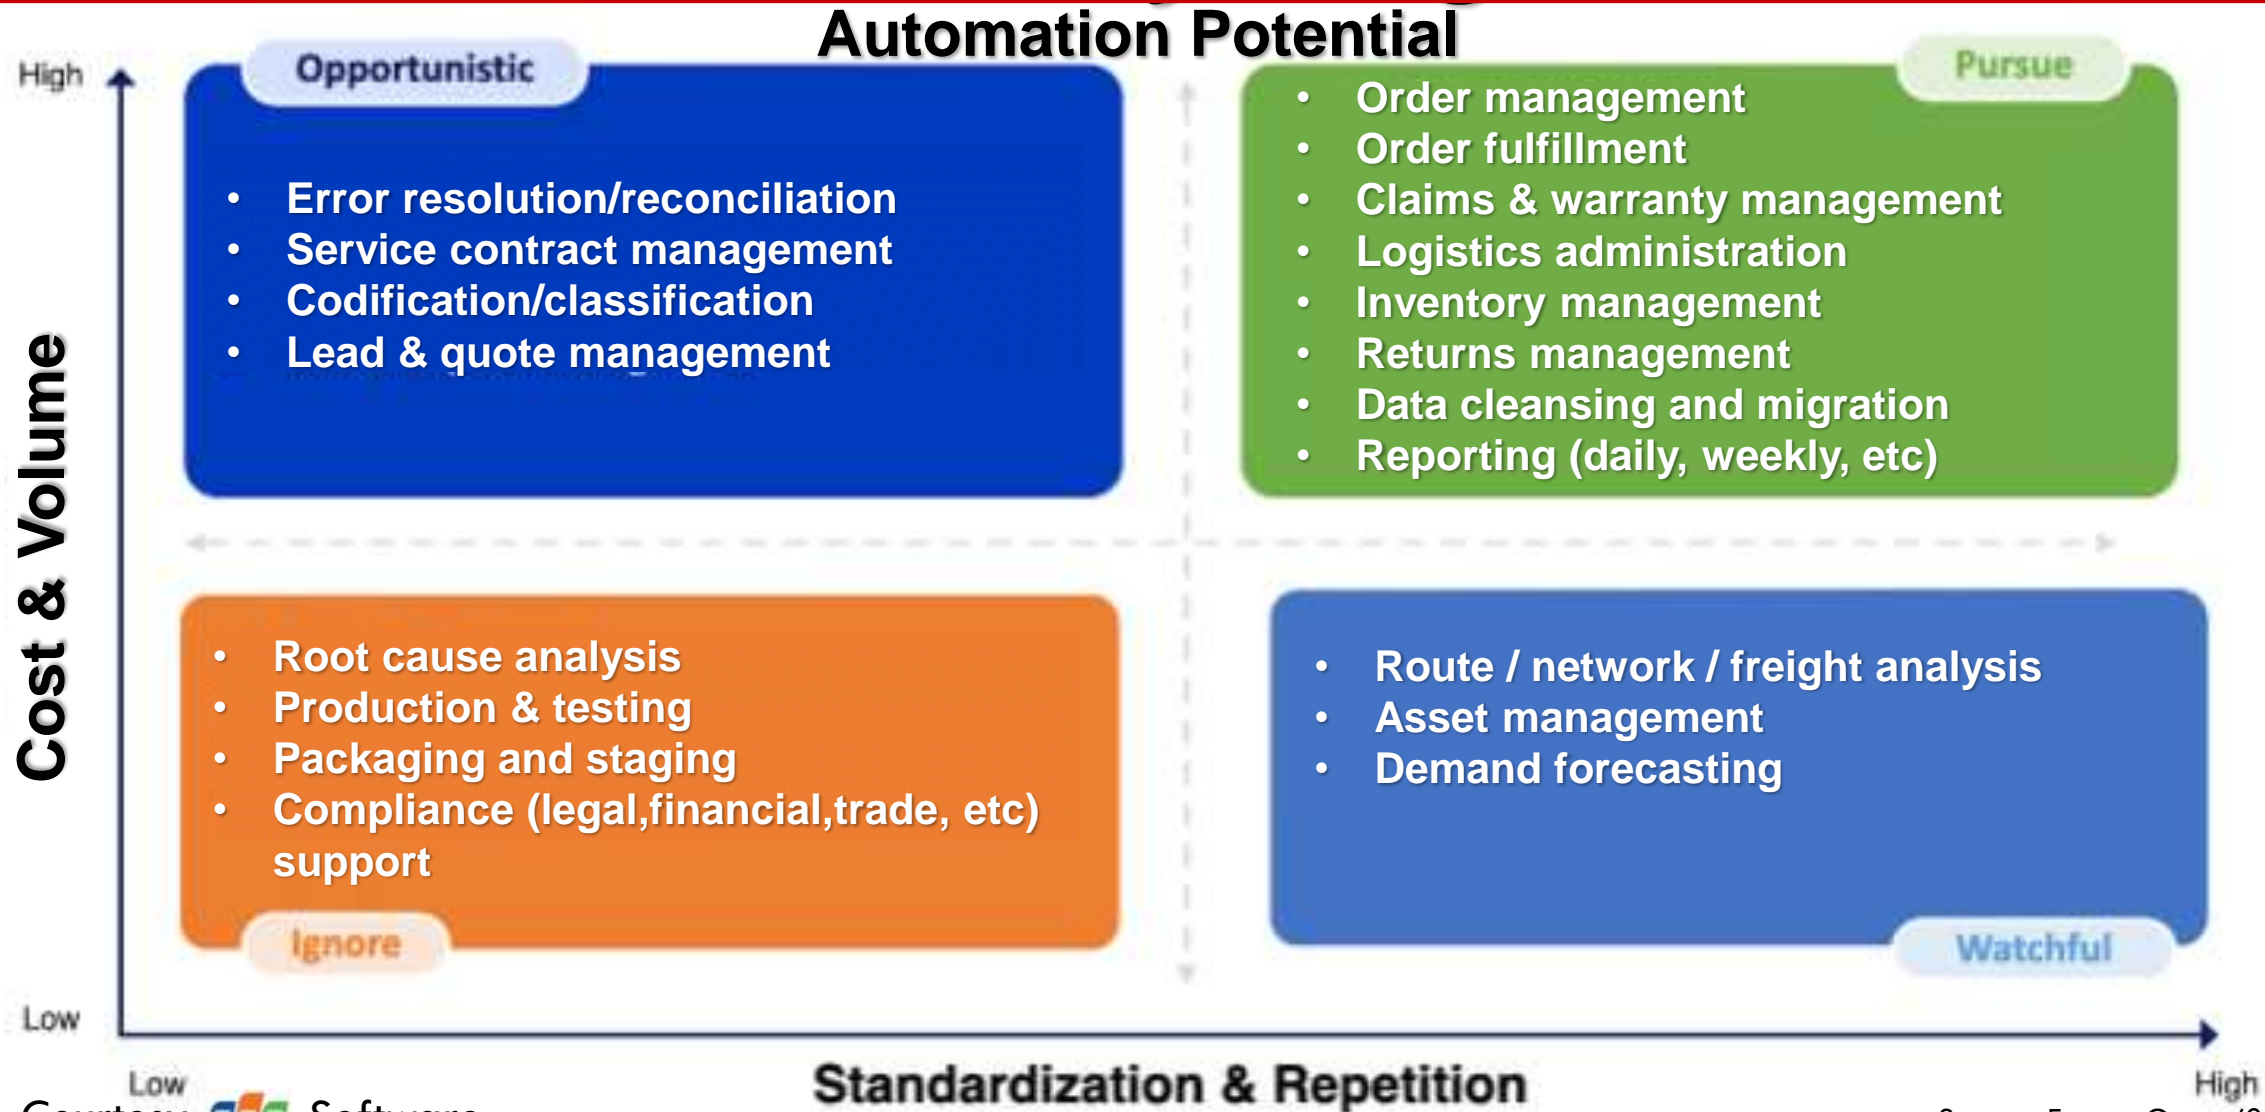 Automation Potential
High
Opportunistic
• Error resolution/reconciliation
• Service contract management
• Codification/classification
• Lead & quote management
Pursue
• Order management
• Order fulfillment
• Claims & warranty management
• Logistics administration
• Inventory management
• Returns management
• Data cleansing and migration
• Reporting (daily, weekly, etc)
Cost & Volume
• Root cause analysis
• Production & testing
• Packaging and staging
• Compliance (legal,financial,trade, etc)
support
Ignore
• Route / network / freight analysis
• Asset management
• Demand forecasting
Watchful
Low
Low
Standardization & Repetition
High
Courtesy Software